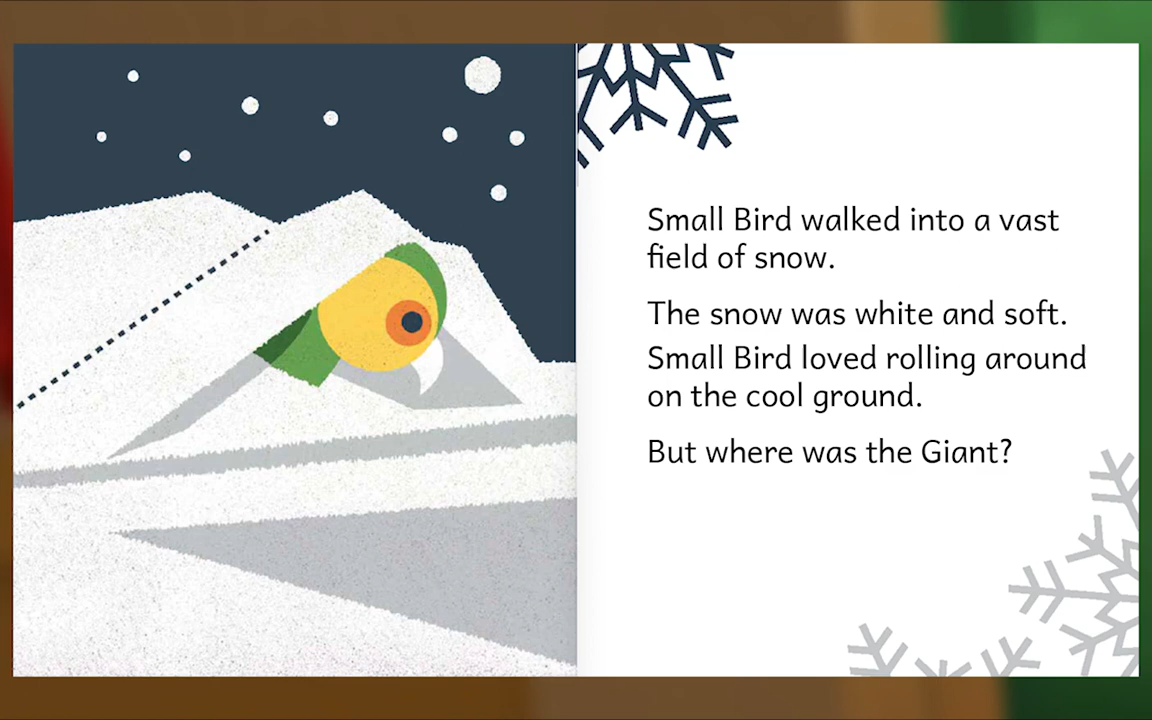 Small Bird walked into a vast
field of snow.
The snow was white and soft.
Small Bird loved rolling around
on the cool ground.
But where was the Giant?